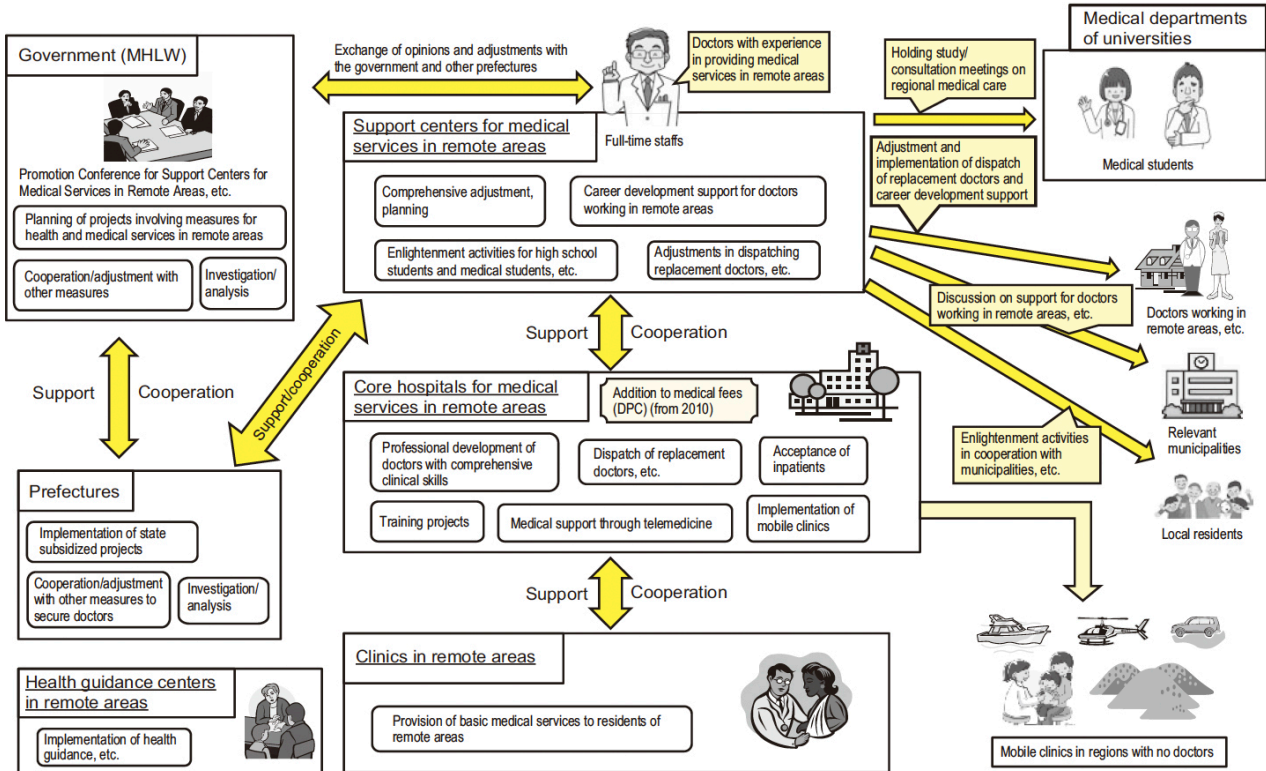 Government (MHLW)
Promotion Conference for Support Centers for
Medical Services in Remote Areas, etc.
Planning of projects involving measures for
health and medical services in remote areas
Cooperation/adjustment with
other measures
Investigation/
analysis
Exchange of opinions and adjustments with
the government and other prefectures
Doctors with experience
in providing medical
services in remote areas
Full-time staffs
Support centers for medical
services in remote areas
Comprehensive adjustment,
planning
Career development support for doctors
working in remote areas
Enlightenment activities for high school
students and medical students, etc.
Adjustments in dispatching
replacement doctors, etc.
Holding study/
consultation meetings on
regional medical care
Medical departments
of universities
Medical students
Adjustment and
implementation of dispatch
of replacement doctors and
career development support
Doctors working in
remote areas, etc.
Discussion on support for doctors
working in remote areas, etc.
Relevant
municipalities
Enlightenment activities
in cooperation with
municipalities, etc.
Local residents
Support
Cooperation
Support/cooperation
Support
Cooperation
Core hospitals for medical
services in remote areas
Addition to medical fees
(DPC) (from 2010)
H
Professional development of
doctors with comprehensive
clinical skills
Dispatch of replacement
doctors, etc.
Acceptance of
inpatients
Training projects
Medical support through telemedicine
Implementation of
mobile clinics
Prefectures
Implementation of state
subsidized projects
Cooperation/adjustment
with other measures to
secure doctors
Investigation/
analysis
Support
Cooperation
Clinics in remote areas
Provision of basic medical services to residents of
remote areas
Health guidance centers
in remote areas
Implementation of health
guidance, etc.
Mobile clinics in regions with no doctors